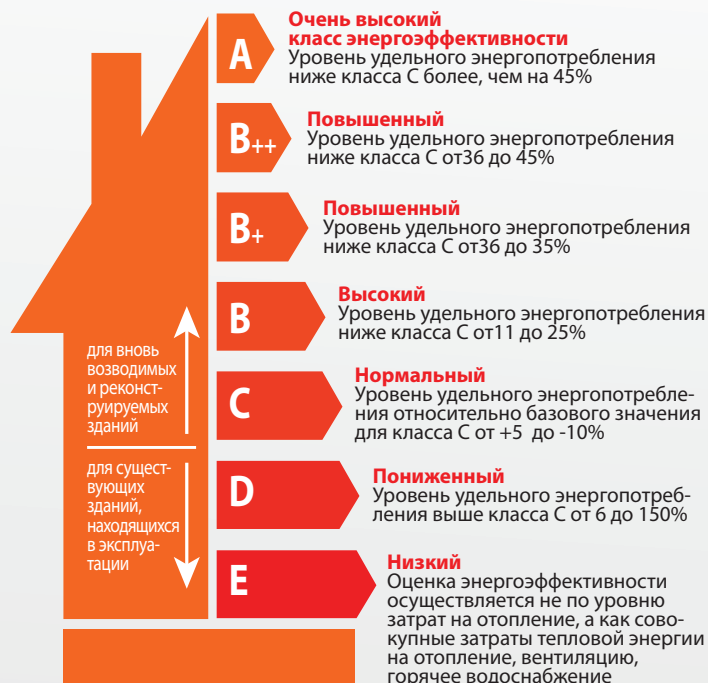 A
Очень высокий
класс энергоэффективности
Уровень удельного энергопотребления
ниже класса С более, чем на 45%
B++
Повышенный
Уровень удельного энергопотребления
ниже класса С от36 до 45%
B+
Повышенный
Уровень удельного энергопотребления
ниже класса С от36 до 35%
B
Высокий
Уровень удельного энергопотребления
ниже класса С от11 до 25%
C
Нормальный
Уровень удельного энергопотребле-
ния относительно базового значения
для класса С от +5 до -10%
D
Пониженный
Уровень удельного энергопотреб-
ления выше класса С от 6 до 150%
E
Низкий
Оценка энергоэффективности
осуществляется не по уровню
затрат на отопление, а как сово-
купные затраты тепловой энергии
на отопление, вентиляцию,
горячее водоснабжение
для вновь
возводимых
и реконст-
руируемых
зданий
для сущест-
вующих
зданий,
находящихся
в эксплуа-
тации